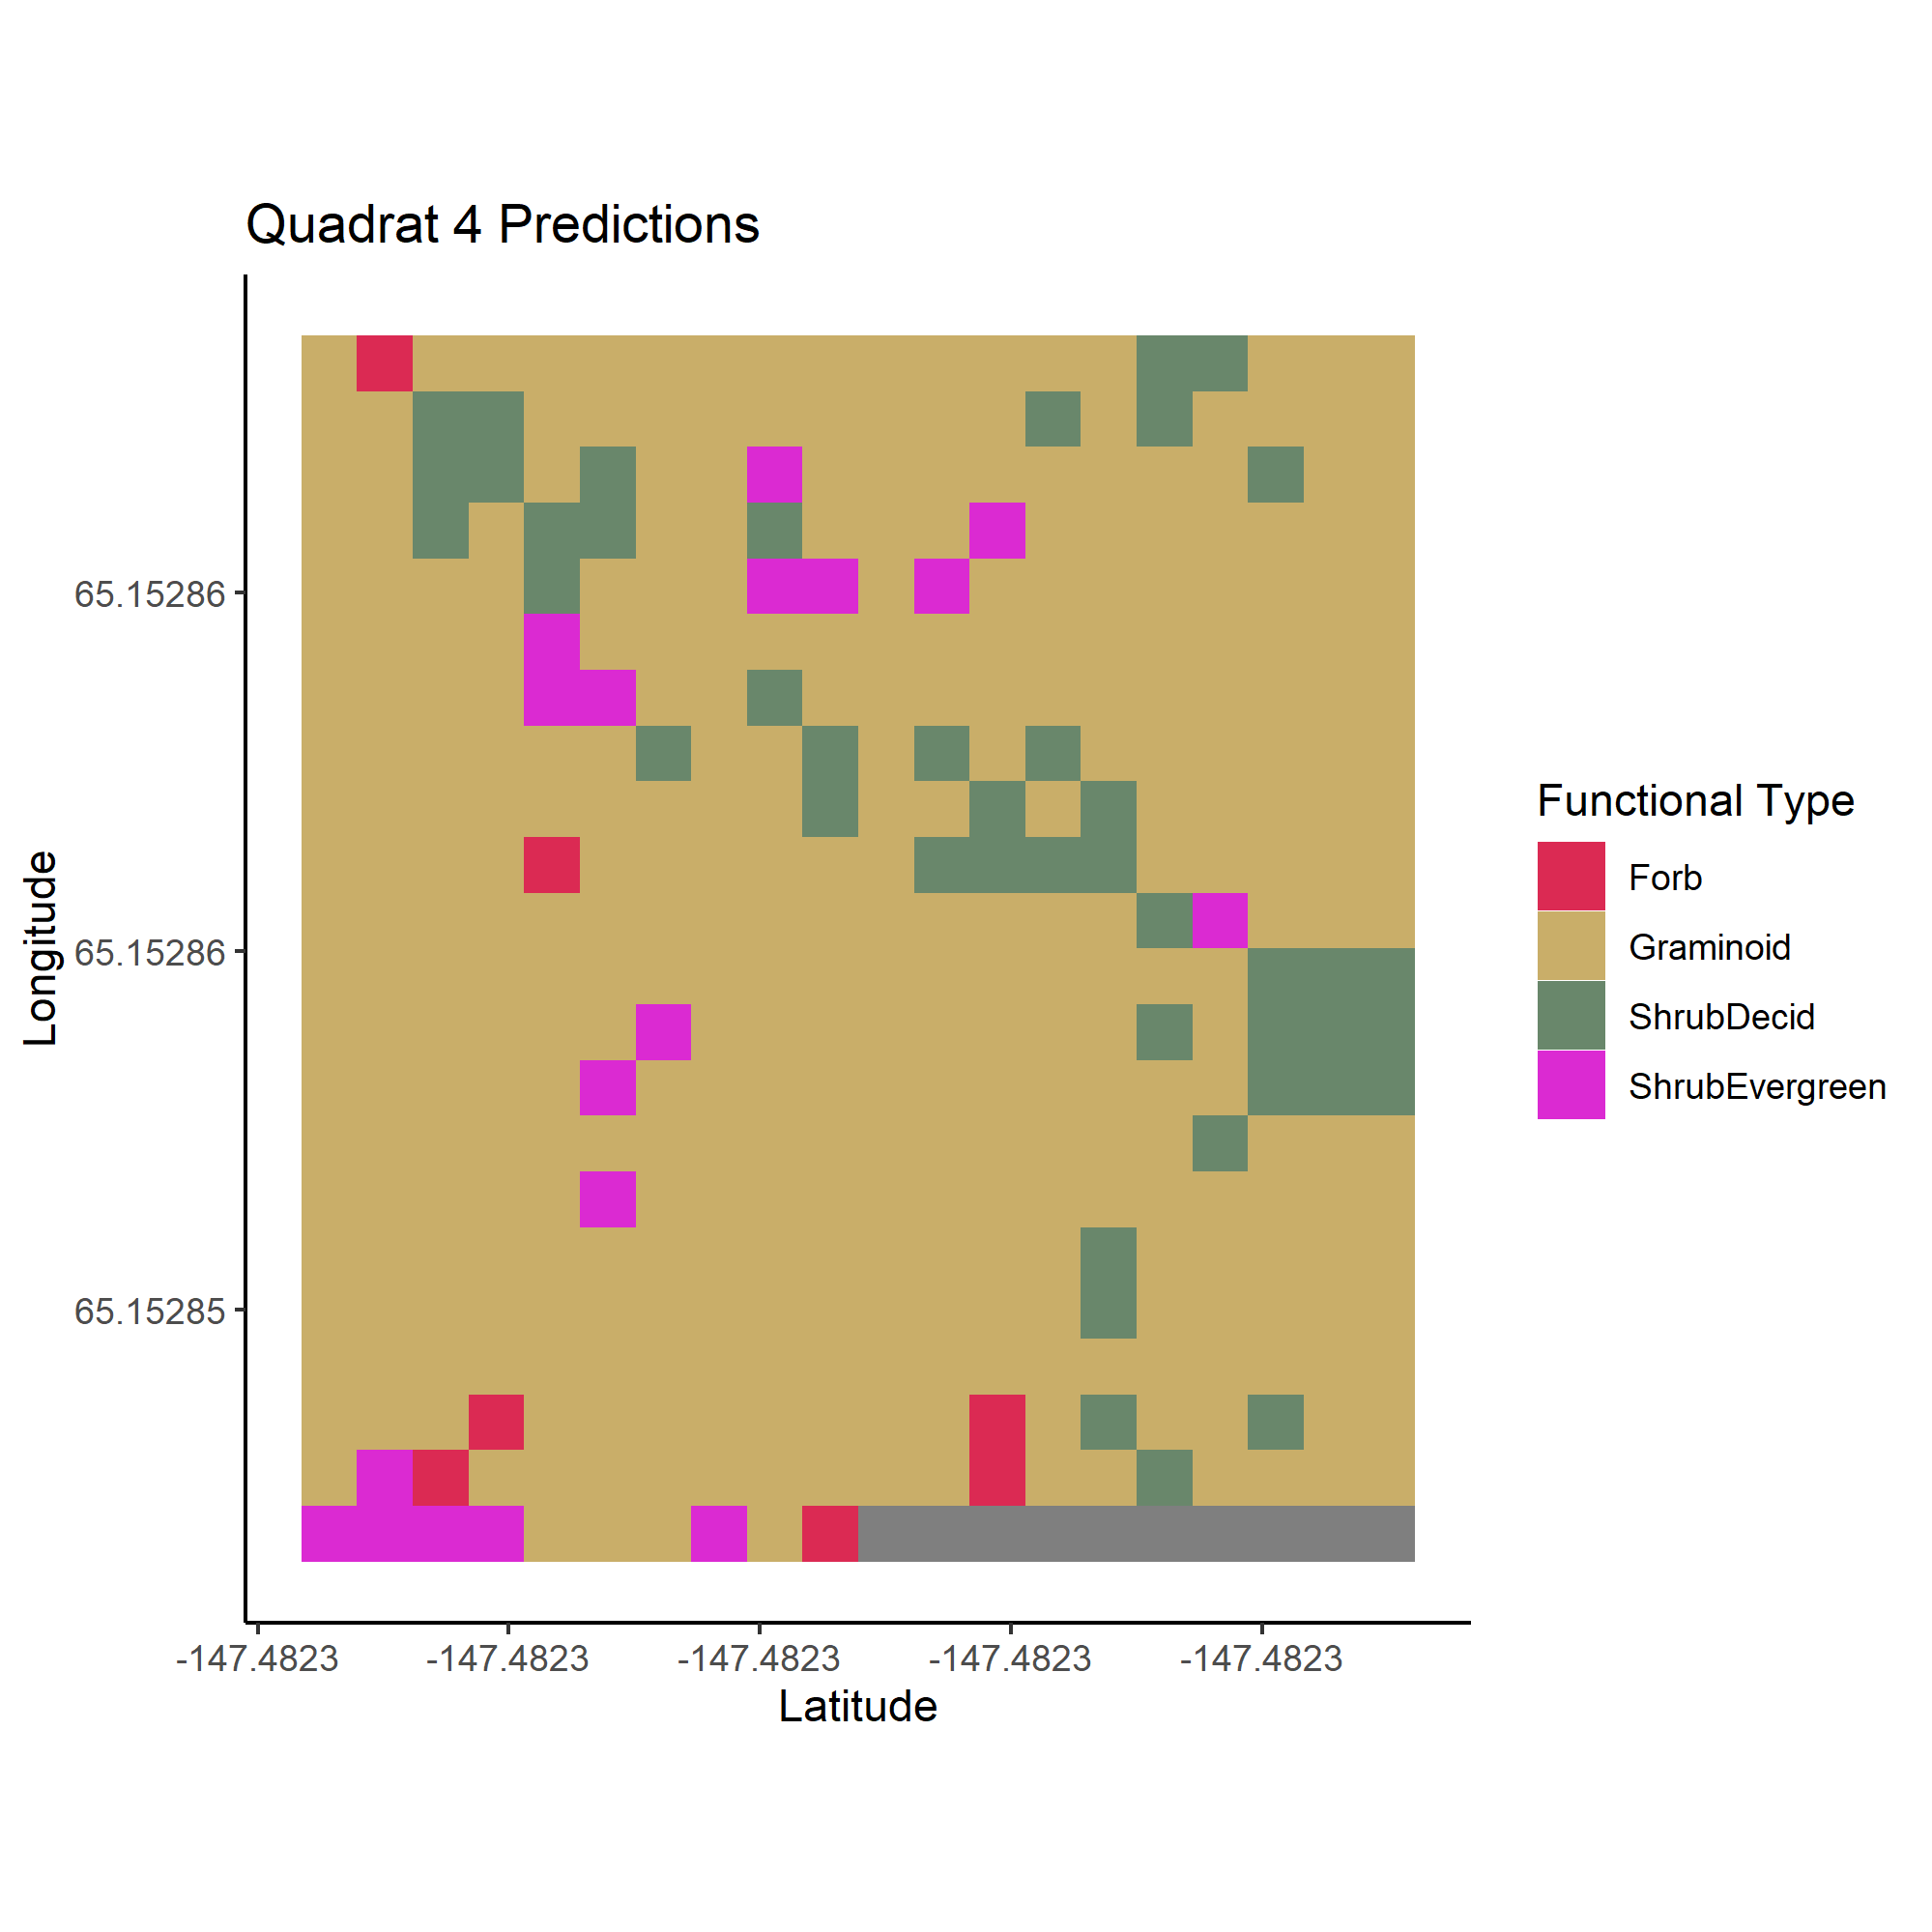 Quadrat 4 Predictions
Longitude
65.15286
65.15286
65.15285
-147.4823 -147.4823 -147.4823 -147.4823 -147.4823
Latitude
Functional Type
Forb
Graminoid
ShrubDecid
ShrubEvergreen